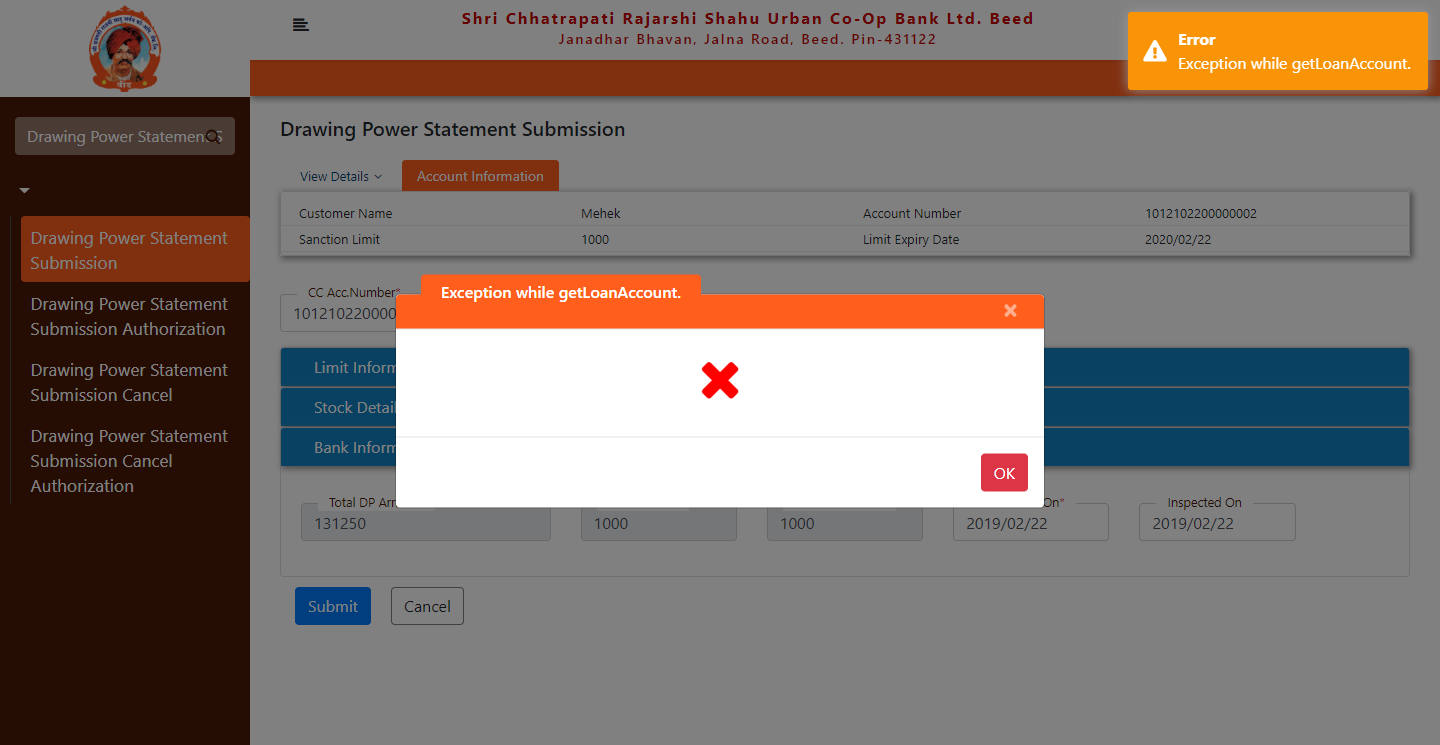 Shri Chhatrapati Rajarshi Shahu Urban Co-Op Bank Ltd. Beed
Janadhar Bhavan, Jalna Road, Beed. Pin-431122
Error
Exception while getLoanAccount.
Drawing Power Statement S
Drawing Power Statement
Submission
Drawing Power Statement
Submission Authorization
Drawing Power Statement
Submission Cancel
Drawing Power Statement
Submission Cancel
Authorization
Drawing Power Statement Submission
View Details
Account Information
Customer Name Mehek Account Number 1012102200000002
Sanction Limit 1000 Limit Expiry Date 2020/02/22
CC Acc.Number*
101210220000
Exception while getLoanAccount.
Limit Inform
Stock Detail
Bank Inform
OK
Total DP Am On* Inspected On
131250 1000 1000 2019/02/22 2019/02/22
Submit Cancel